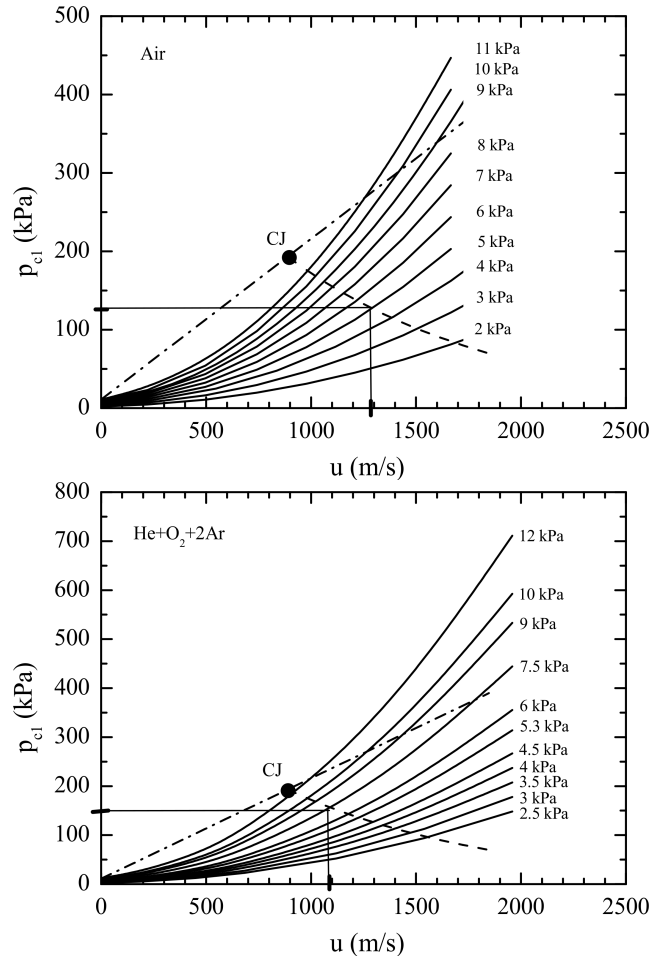 500
400
300
200
100
0
p_c1 (kPa)
Air
CJ
11 kPa
10 kPa
9 kPa
8 kPa
7 kPa
6 kPa
5 kPa
4 kPa
3 kPa
2 kPa
0 500 1000 1500 2000 2500
u (m/s)
800
700
600
500
400
300
200
100
0
p_c1 (kPa)
He+O₂+2Ar
CJ
12 kPa
10 kPa
9 kPa
7.5 kPa
6 kPa
5.3 kPa
4.5 kPa
4 kPa
3.5 kPa
3 kPa
2.5 kPa
0 500 1000 1500 2000 2500
u (m/s)